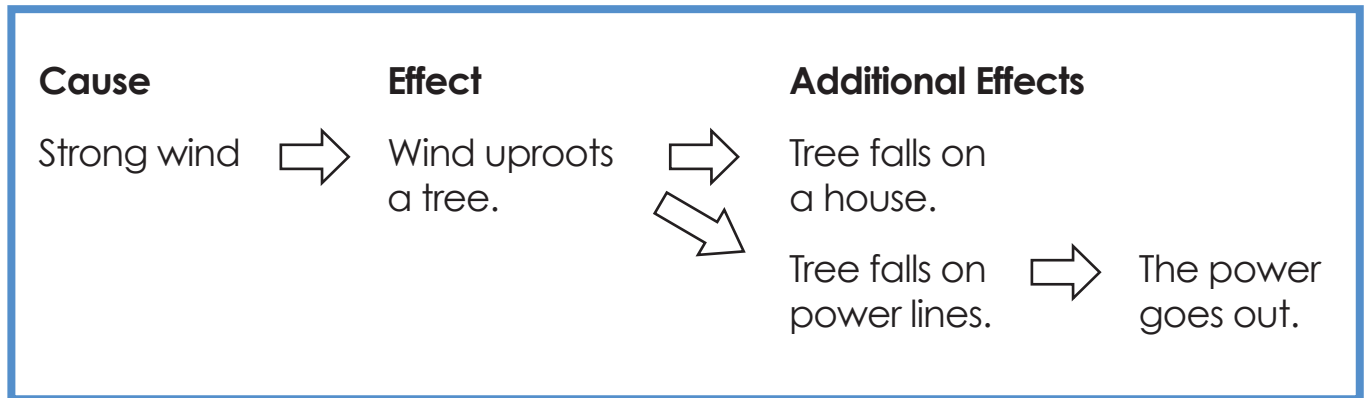 Cause Effect Additional Effects
Strong wind Wind uproots a tree. Tree falls on a house.
Tree falls on power lines. The power goes out.